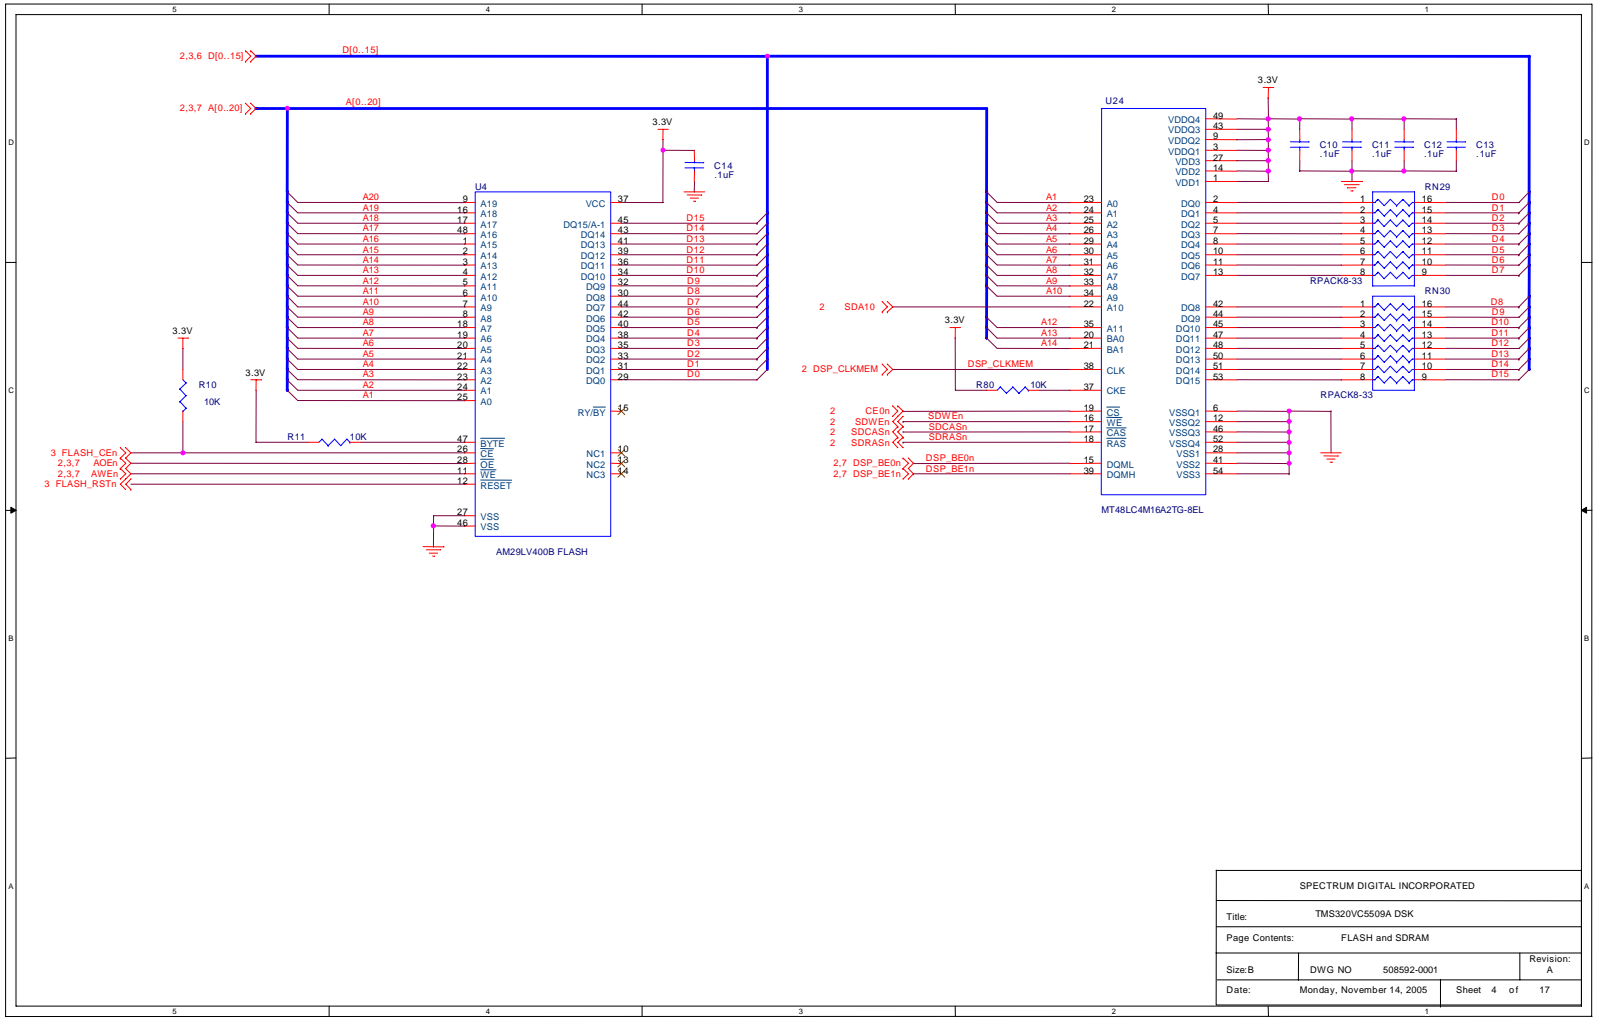 5 4 3 2 1
2,3,6 D[0..15]
D[0..15]
2,3,7 A[0..20]
A[0..20]
D D
C C
B B
A A
3.3V
C14
.1uF
U4
A20 9 A19
A19 16 A18
A18 17 A17
A17 48 A16
A16 1 A15
A15 2 A14
A14 3 A13
A13 4 A12
A12 5 A11
A11 6 A10
A10 7 A9
A9 8 A8
A8 18 A7
A7 19 A6
A6 20 A5
A5 21 A4
A4 22 A3
A3 23 A2
A2 24 A1
A1 25 A0
VCC 37
DQ15/A-1 45 D15
DQ14 43 D14
DQ13 41 D13
DQ12 39 D12
DQ11 36 D11
DQ10 34 D10
DQ9 32 D9
DQ8 30 D8
DQ7 44 D7
DQ6 42 D6
DQ5 40 D5
DQ4 38 D4
DQ3 35 D3
DQ2 33 D2
DQ1 31 D1
DQ0 29 D0
RY/BY 15
NC1 10
NC2 13
NC3 14
3.3V
R10
10K
3.3V
R11 10K
47 BYTE
3 FLASH_CEn 26 CE
2,3,7 AOEn 28 OE
2,3,7 AWEn 11 WE
3 FLASH_RSTn 12 RESET
27 VSS
46 VSS
AM29LV400B FLASH
U24
3.3V
VDDQ4 49
VDDQ3 43
VDDQ2 9
VDDQ1 3
VDD3 27
VDD2 14
VDD1 1
C10 .1uF
C11 .1uF
C12 .1uF
C13 .1uF
A1 23 A0
A2 24 A1
A3 25 A2
A4 26 A3
A5 29 A4
A6 30 A5
A7 31 A6
A8 32 A7
A9 33 A8
A10 34 A9
2 SDA10 22 A10
A12 35 A11
A13 20 BA0
A14 21 BA1
3.3V
2 DSP_CLKMEM DSP_CLKMEM 38 CLK
R80 10K 37 CKE
2 CE0n 19 CS
2 SDWEn SDWEn 16 WE
2 SDCASn SDCASn 17 CAS
2 SDRASn SDRASn 18 RAS
2,7 DSP_BE0n DSP_BE0n 15 DQML
2,7 DSP_BE1n DSP_BE1n 39 DQMH
RN29
DQ0 2 1 16 D0
DQ1 4 2 15 D1
DQ2 5 3 14 D2
DQ3 7 4 13 D3
DQ4 8 5 12 D4
DQ5 10 6 11 D5
DQ6 11 7 10 D6
DQ7 13 8 9 D7
RPACK8-33
RN30
DQ8 42 1 16 D8
DQ9 44 2 15 D9
DQ10 45 3 14 D10
DQ11 47 4 13 D11
DQ12 48 5 12 D12
DQ13 50 6 11 D13
DQ14 51 7 10 D14
DQ15 53 8 9 D15
RPACK8-33
VSSQ1 6
VSSQ2 12
VSSQ3 46
VSSQ4 52
VSS1 28
VSS2 41
VSS3 54
MT48LC4M16A2TG-8EL
SPECTRUM DIGITAL INCORPORATED
Title: TMS320VC5509A DSK
Page Contents: FLASH and SDRAM
Size:B DWG NO 508592-0001 Revision: A
Date: Monday, November 14, 2005 Sheet 4 of 17
5 4 3 2 1